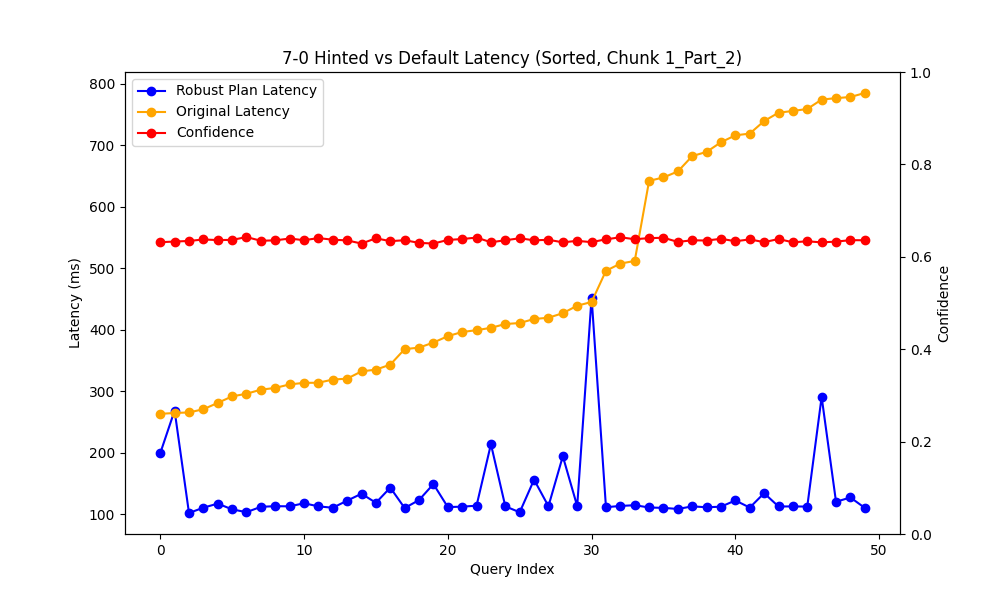 7-0 Hinted vs Default Latency (Sorted, Chunk 1_Part_2)
Robust Plan Latency
Original Latency
Confidence
Latency (ms)
800
700
600
500
400
300
200
100
1.0
0.8
0.6
0.4
0.2
0.0
Confidence
0 10 20 30 40 50
Query Index